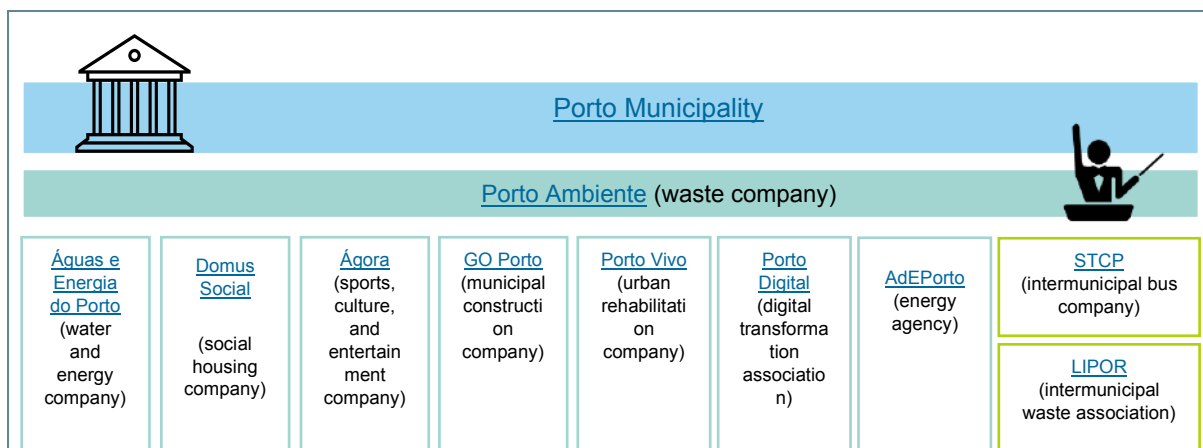 Porto Municipality
Porto Ambiente (waste company)
Águas e
Energia
do Porto
(water
and
energy
company)
Domus
Social
(social
housing
company)
Ágora
(sports,
culture,
and
entertain
ment
company)
GO Porto
(municipal
constructi
on
company)
Porto Vivo
(urban
rehabilitati
on
company)
Porto
Digital
(digital
transforma
tion
associatio
n)
AdEPorto
(energy
agency)
STCP
(intermunicipal bus
company)
LIPOR
(intermunicipal
waste association)